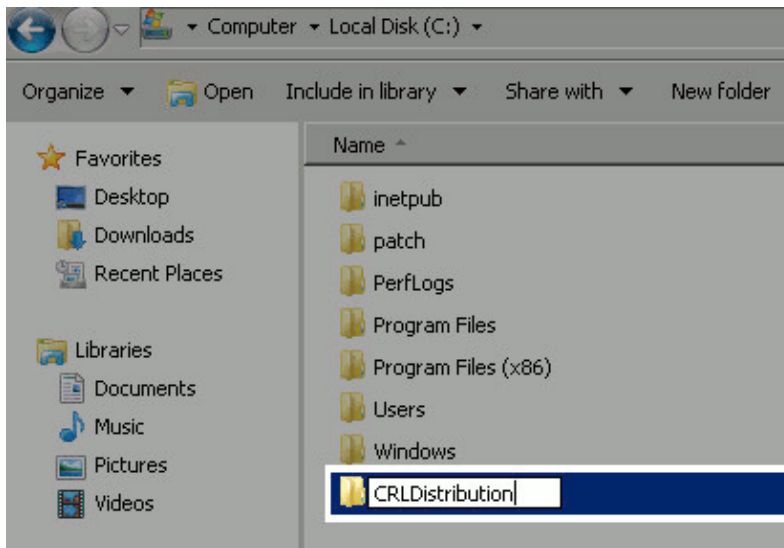 Computer Local Disk (C:)
Organize Open Include in library Share with New folder
Favorites
Desktop
Downloads
Recent Places
Libraries
Documents
Music
Pictures
Videos
Name
inetpub
patch
PerfLogs
Program Files
Program Files (x86)
Users
Windows
CRLDistribution